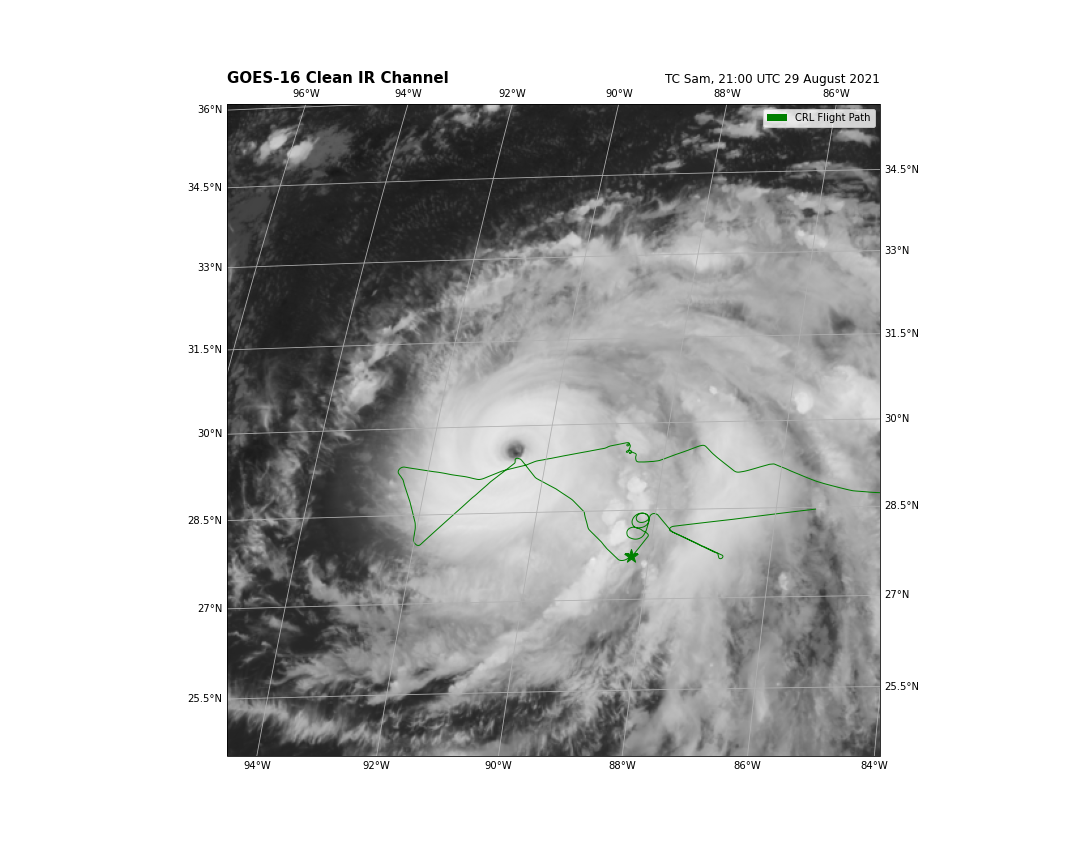 GOES-16 Clean IR Channel
TC Sam, 21:00 UTC 29 August 2021
96°W 94°W 92°W 90°W 88°W 86°W
CRL Flight Path
36°N
34.5°N 34.5°N
33°N 33°N
31.5°N 31.5°N
30°N 30°N
28.5°N 28.5°N
27°N 27°N
25.5°N 25.5°N
94°W 92°W 90°W 88°W 86°W 84°W